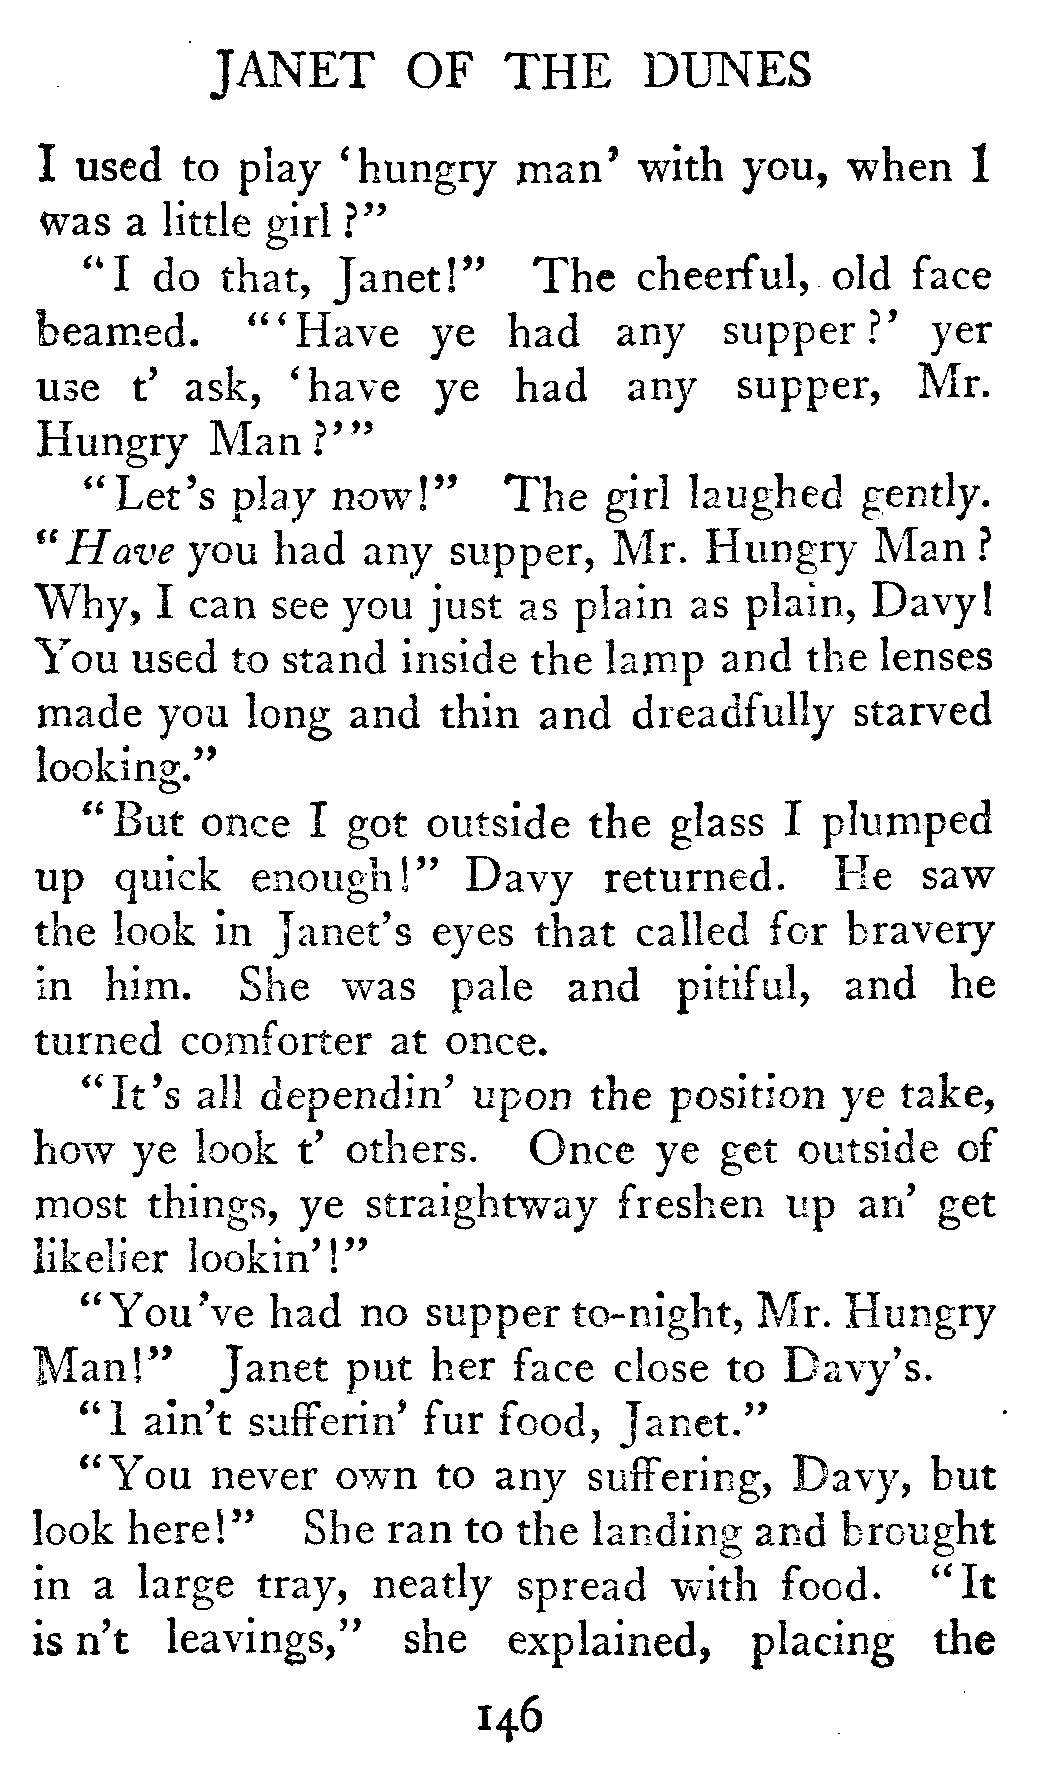 JANET OF THE DUNES
I used to play 'hungry man' with you, when I
was a little girl?"
"I do that, Janet!" The cheerful, old face
beamed. "'Have ye had any supper?' yer
use t' ask, 'have ye had any supper, Mr.
Hungry Man?'"
"Let's play now!" The girl laughed gently.
"Have you had any supper, Mr. Hungry Man?
Why, I can see you just as plain as plain, Davy!
You used to stand inside the lamp and the lenses
made you long and thin and dreadfully starved
looking."
"But once I got outside the glass I plumped
up quick enough!" Davy returned. He saw
the look in Janet's eyes that called for bravery
in him. She was pale and pitiful, and he
turned comforter at once.
"It's all dependin' upon the position ye take,
how ye look t' others. Once ye get outside of
most things, ye straightway freshen up an' get
likelier lookin'!"
"You've had no supper to-night, Mr. Hungry
Man!" Janet put her face close to Davy's.
"I ain't sufferin' fur food, Janet."
"You never own to any suffering, Davy, but
look here!" She ran to the landing and brought
in a large tray, neatly spread with food. "It
is n't leavings," she explained, placing the
146